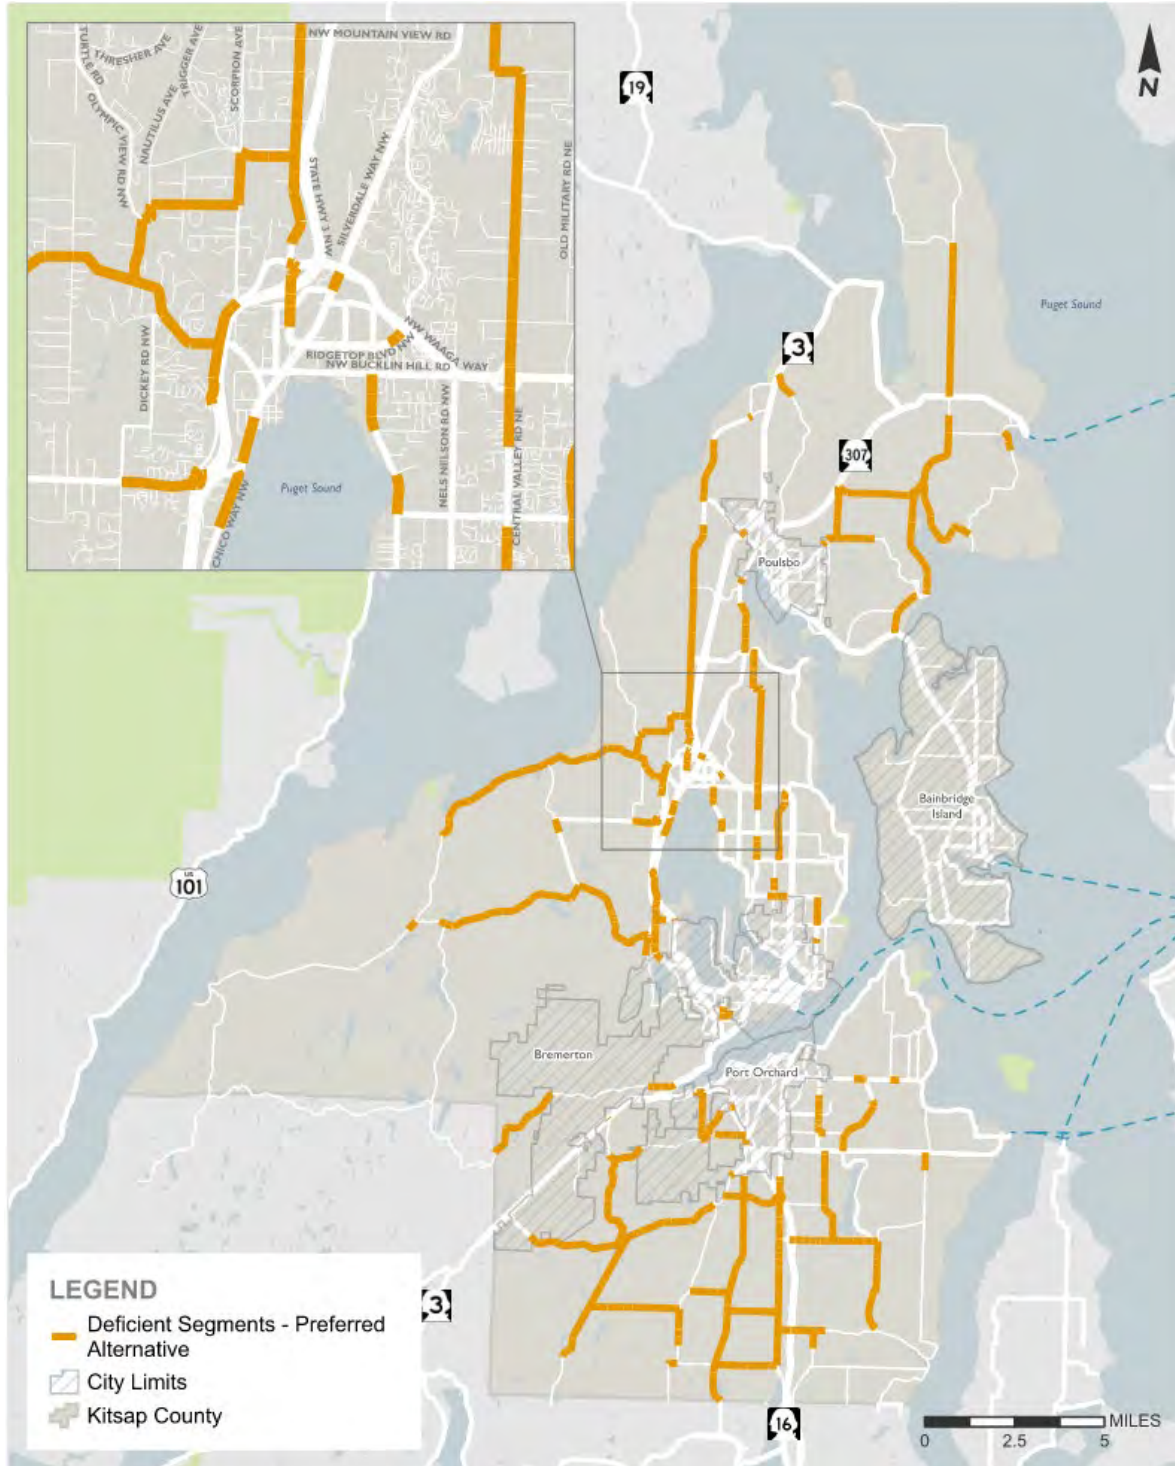 NW MOUNTAIN VIEW RD
TURTLE RD
THRESHER AVE
TRIGGER AVE
SCORPION AVE
NAUTILUS AVE
OLYMPIC VIEW RD NW
STATE HWY 3 NW
SILVERDALE WAY NW
OLD MILITARY RD NE
DICKEY RD NW
RIDGETOP BLVD NW
NW WAAGA WAY
NW BUCKLIN HILL RD
NELS NELSON RD NW
CENTRAL VALLEY RD NE
CHICO WAY NW
Puget Sound
N
19
Puget Sound
3
307
Poulsbo
Bainbridge
Island
US
101
Bremerton
Port Orchard
3
16
LEGEND
Deficient Segments - Preferred
Alternative
City Limits
Kitsap County
MILES
0 2.5 5